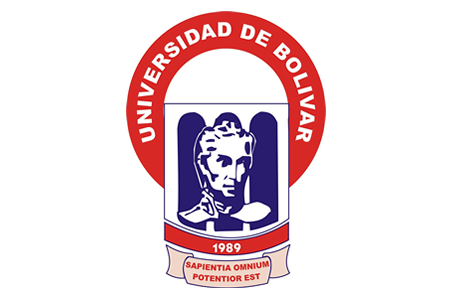 UNIVERSIDAD DE BOLIVAR
1989
SAPIENTIA OMNIUM
POTENTIOR EST